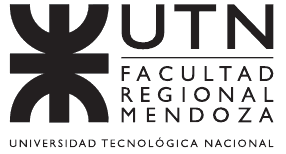 UTN
FACULTAD
REGIONAL
MENDOZA
UNIVERSIDAD TECNOLÓGICA NACIONAL